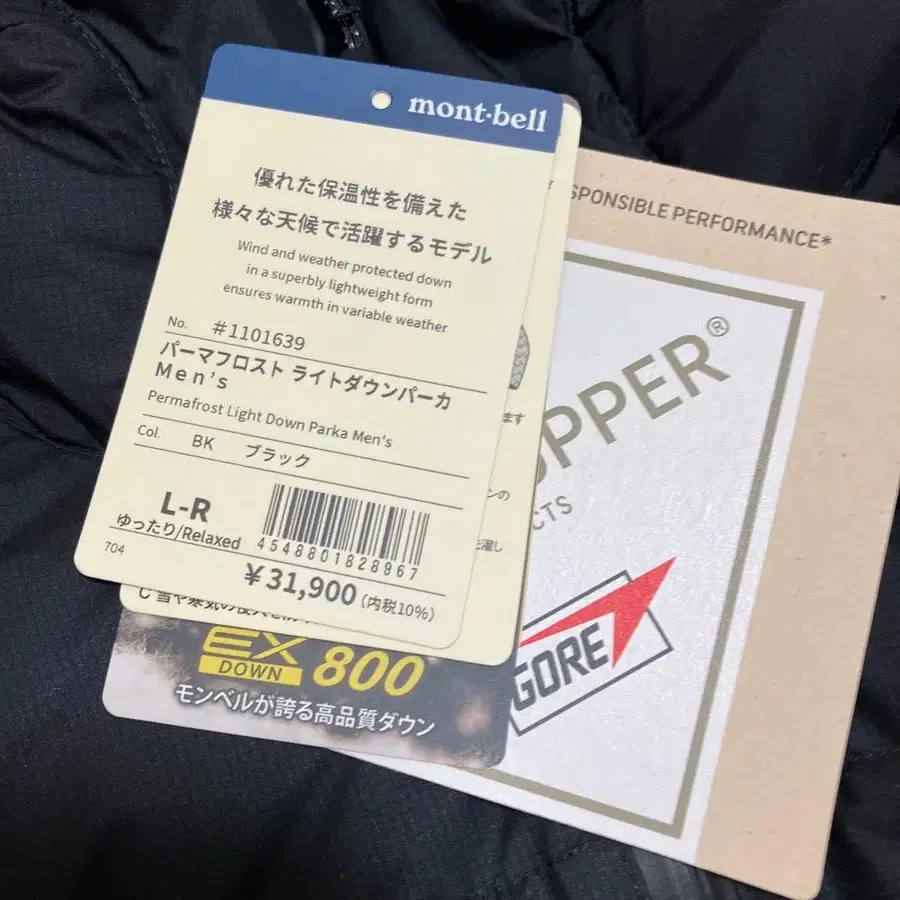 mont·bell
優れた保温性を備えた
様々な天候で活躍するモデル
Wind and weather protected down
in a superbly lightweight form
ensures warmth in variable weather
No. #1101639
パーマフロスト ライトダウンパーカ
Men's
Permafrost Light Down Parka Men's
Col. BK ブラック
L-R
ゆったり/Relaxed
704
4548801828967
¥31,900 (内税10%)
EX
DOWN 800
モンベルが誇る高品質ダウン
PERFORMANCE*
GORE